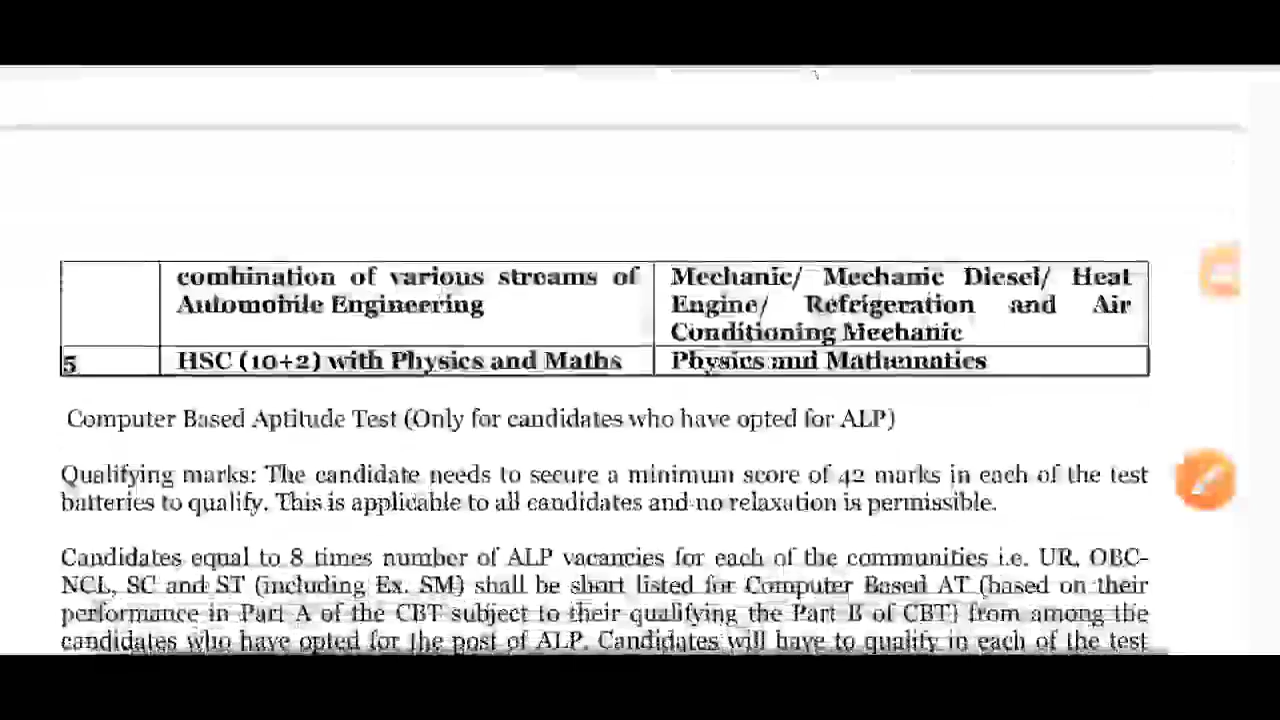 combination of various streams of Automobile Engineering
Mechanic/ Mechanic Diesel/ Heat Engine/ Refrigeration and Air Conditioning Mechanic
5 HSC (10+2) with Physics and Maths Physics and Mathematics
Computer Based Aptitude Test (Only for candidates who have opted for ALP)
Qualifying marks: The candidate needs to secure a minimum score of 42 marks in each of the test
batteries to qualify. This is applicable to all candidates and no relaxation is permissible.
Candidates equal to 8 times number of ALP vacancies for each of the communities i.e. UR, OBC-
NCL, SC and ST (including Ex. SM) shall be short listed for Computer Based AT (based on their
performance in Part A of the CBT subject to their qualifying the Part B of CBT) from among the
candidates who have opted for the post of ALP. Candidates will have to qualify in each of the test